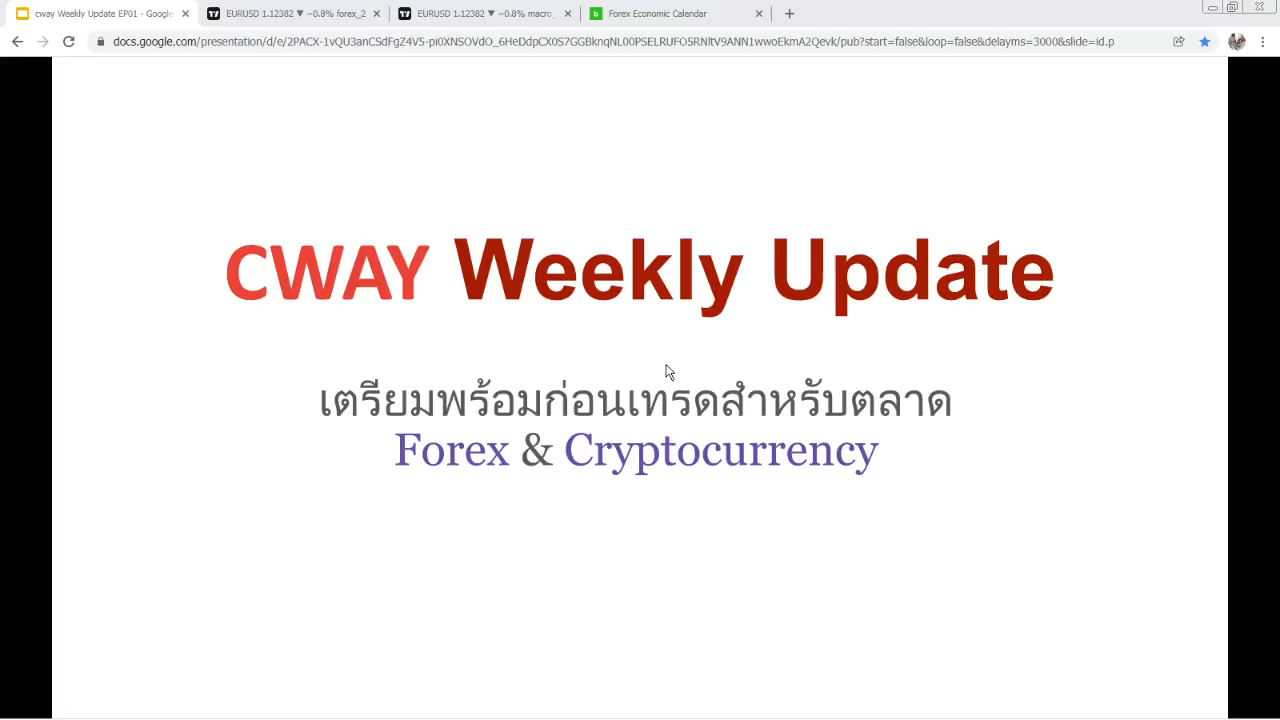 cway Weekly Update EP01 - Google
EURUSD 1.12382 ▼ −0.8% forex_2
EURUSD 1.12382 ▼ −0.8% macro_
Forex Economic Calendar
docs.google.com/presentation/d/e/2PACX-1vQU3anCSdFgZ4V5-pi0XNSOVdO_6HeDdpCX0S7GGBknqNL00PSELRUFO5RNltV9ANN1wwoEkmA2Qevk/pub?start=false&loop=false&delayms=3000&slide=id.p
CWAY Weekly Update
เตรียมพร้อมก่อนเทรดสำหรับตลาด
Forex & Cryptocurrency